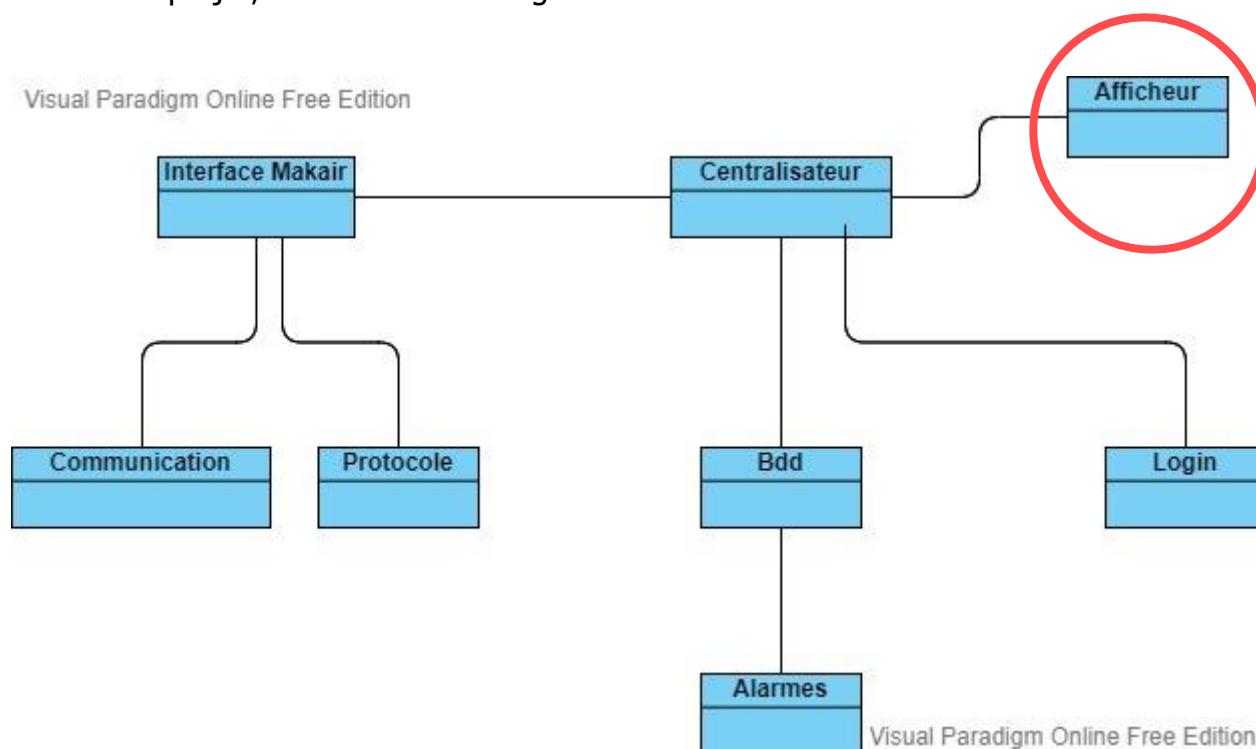 Visual Paradigm Online Free Edition
Afficheur
Interface Makair
Centralisateur
Communication
Protocole
Bdd
Login
Alarmes
Visual Paradigm Online Free Edition